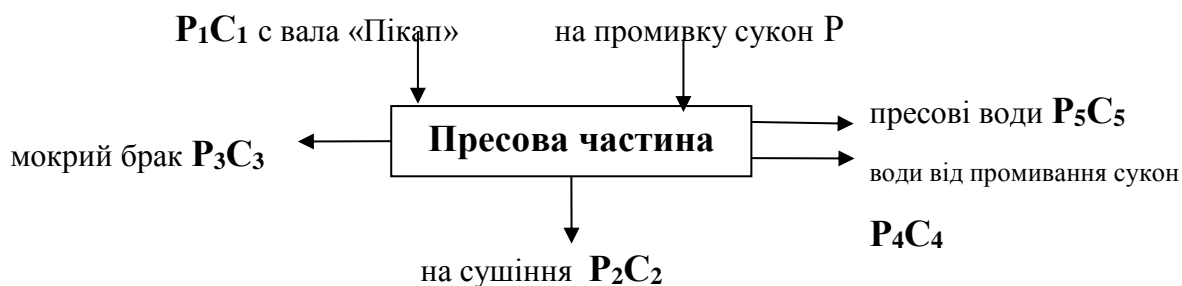 P₁C₁ с вала «Пікап» на промивку сукон P
Пресова частина
пресові води P₅C₅
мокрий брак P₃C₃
води від промивання сукон
P₄C₄
на сушіння P₂C₂